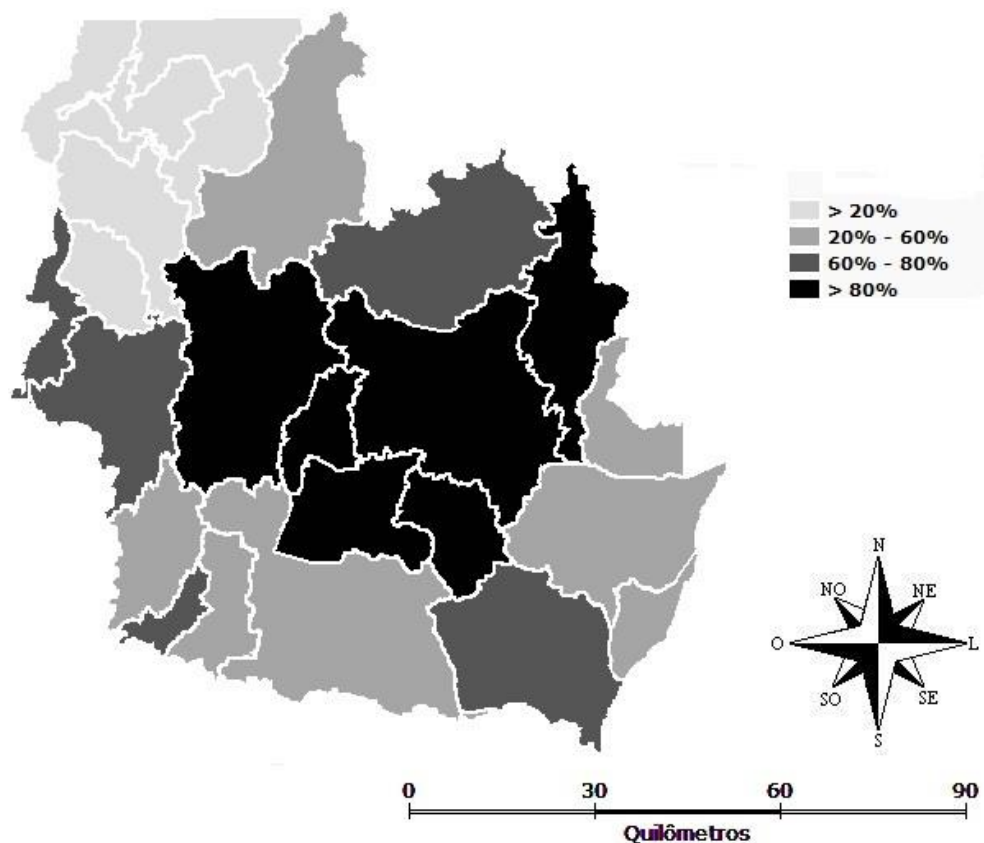 > 20%
20% - 60%
60% - 80%
> 80%
N
NO NE
O L
SO SE
S
0 30 60 90
Quilômetros